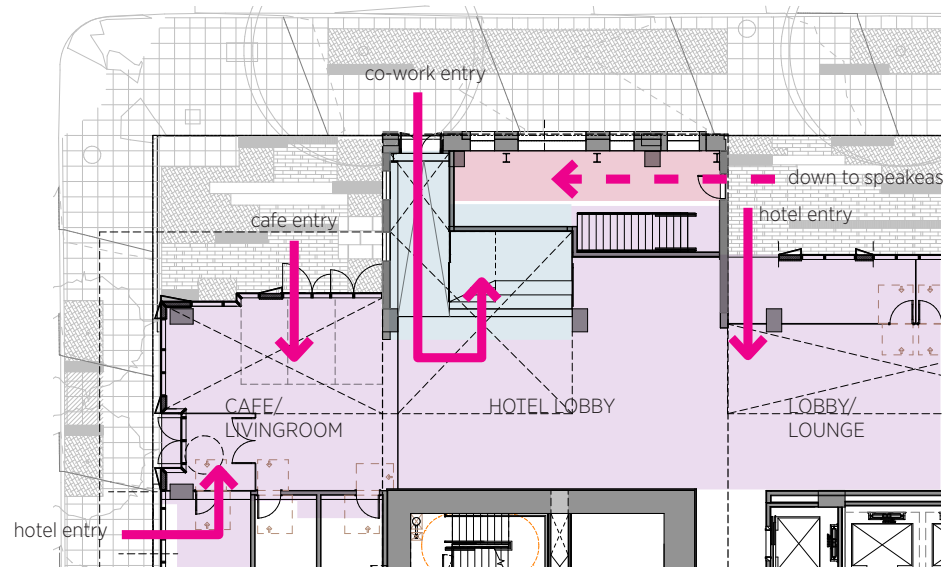 co-work entry
down to speakeas
cafe entry
hotel entry
CAFE/
LIVINGROOM
HOTEL LOBBY
LOBBY/
LOUNGE
hotel entry